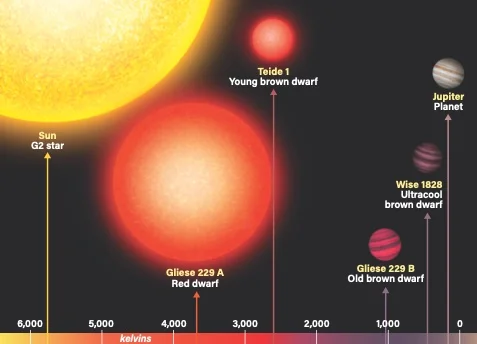 Teide 1
Young brown dwarf
Jupiter
Planet
Sun
G2 star
Wise 1828
Ultracool
brown dwarf
Gliese 229 A
Red dwarf
Gliese 229 B
Old brown dwarf
6,000 5,000 4,000 3,000 2,000 1,000 0
kelvins